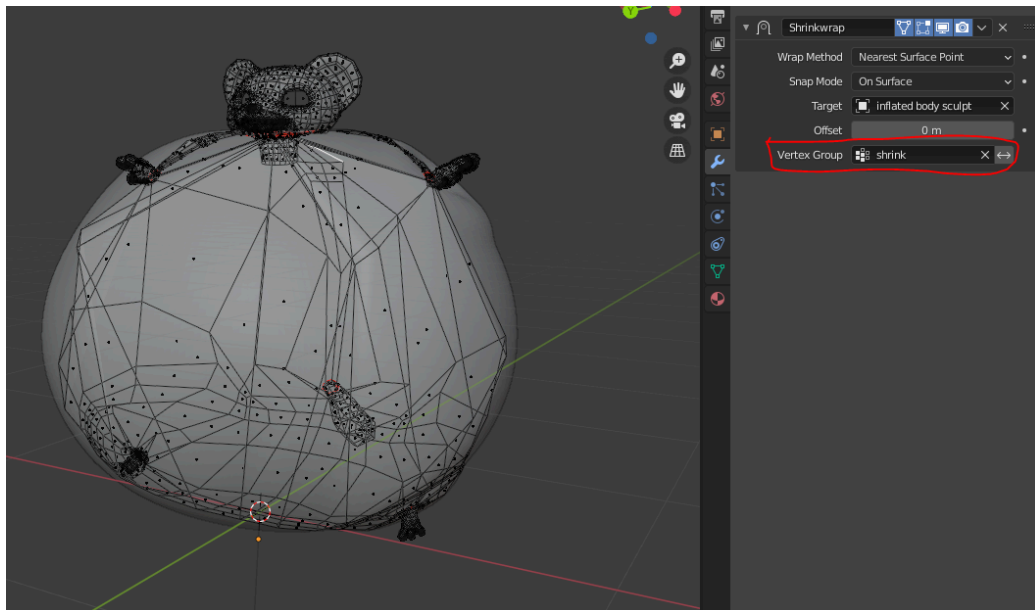 Shrinkwrap
Wrap Method Nearest Surface Point
Snap Mode On Surface
Target inflated body sculpt
Offset 0 m
Vertex Group shrink
Y